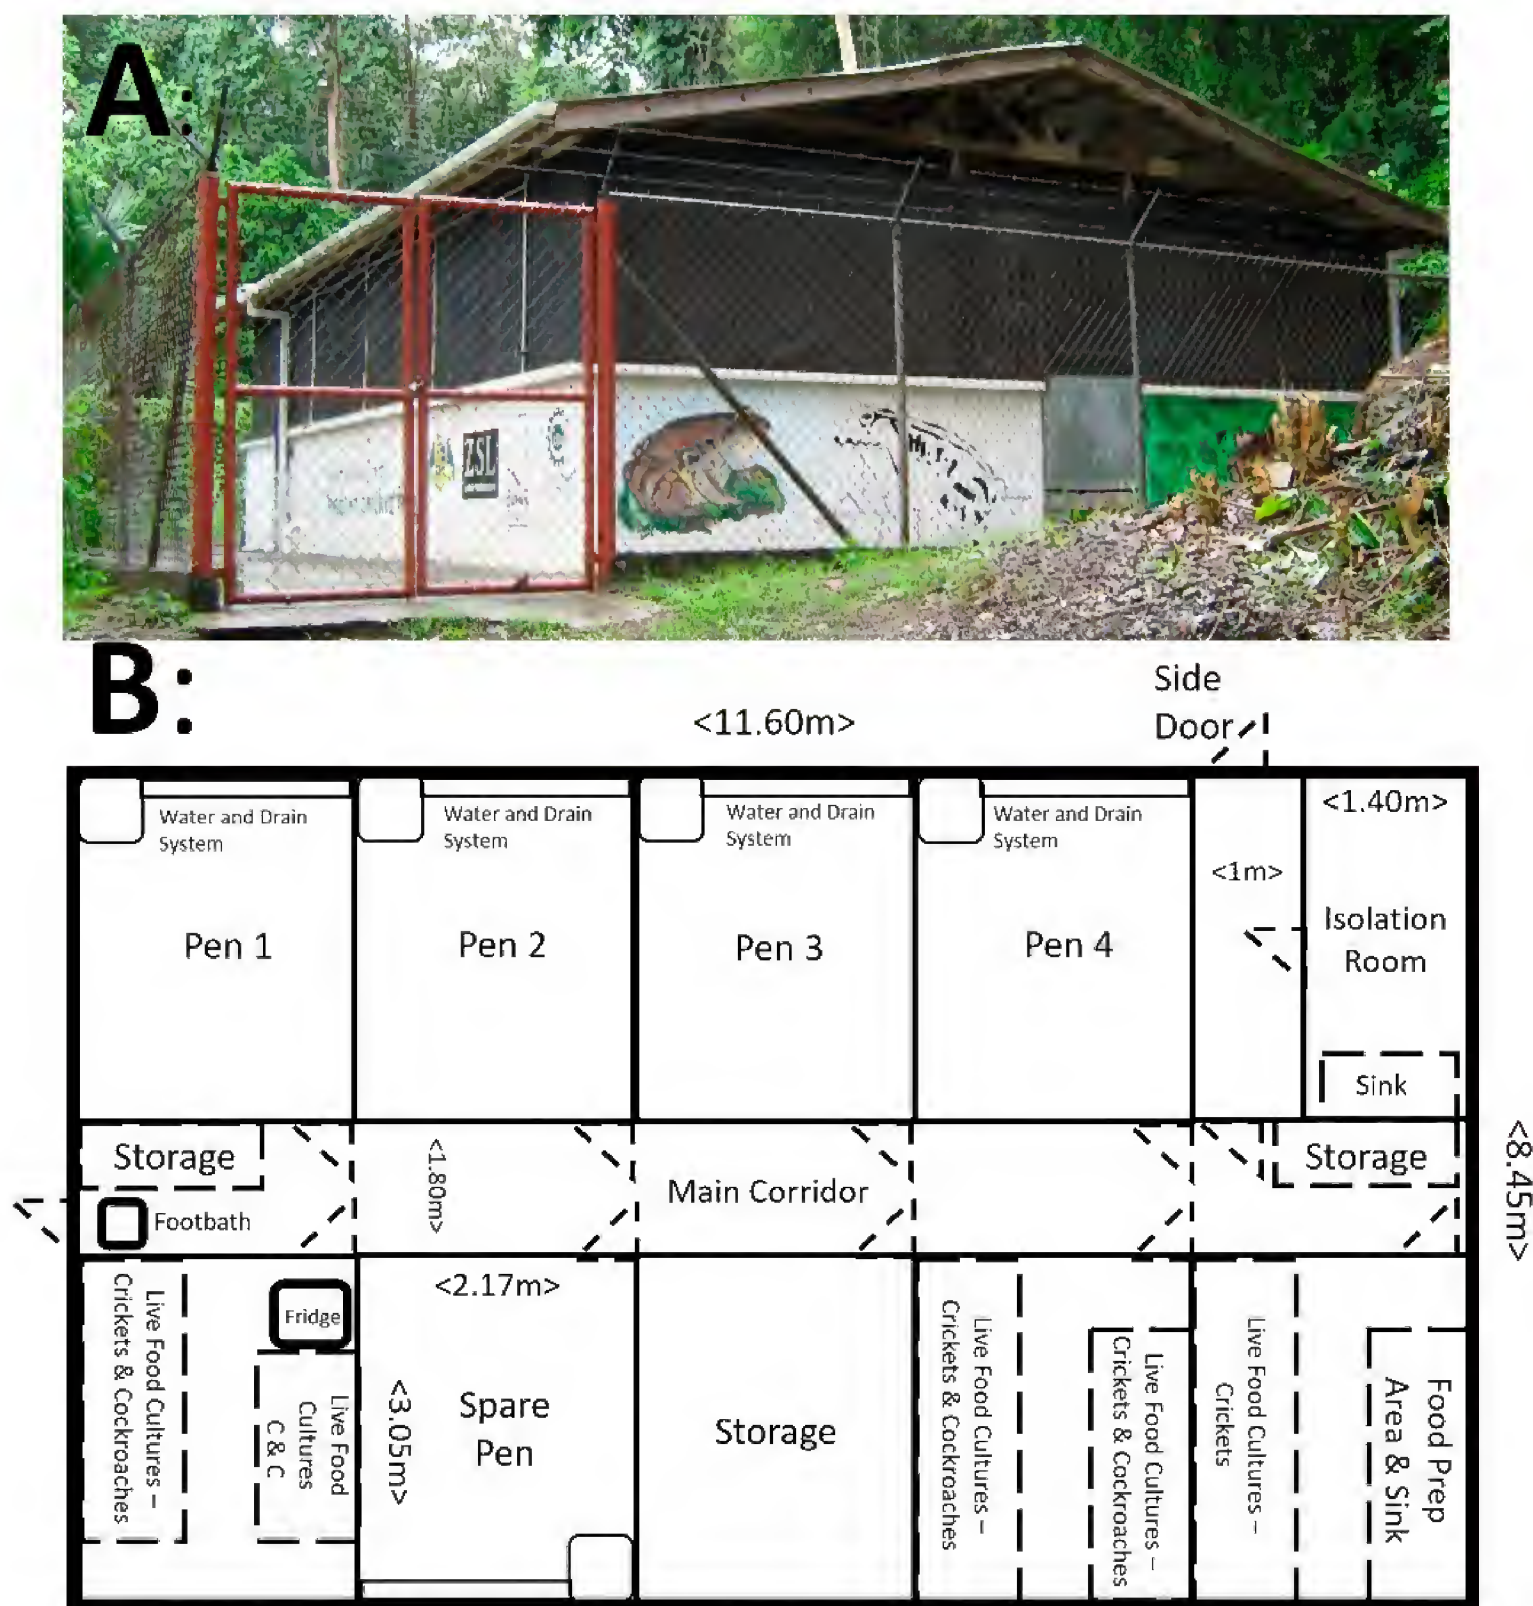 A:
ZSL
B:
Side
Door
<11.60m>
Water and Drain
System
Water and Drain
System
Water and Drain
System
Water and Drain
System
<1.40m>
<1m>
Pen 1
Pen 2
Pen 3
Pen 4
Isolation
Room
Sink
Storage
<1.80m>
Main Corridor
Storage
<8.45m>
Footbath
Live Food Cultures –
Crickets & Cockroaches
Fridge
Live Food
Cultures
C & C
<2.17m>
<3.05m>
Spare
Pen
Storage
Live Food Cultures –
Crickets & Cockroaches
Live Food Cultures –
Crickets & Cockroaches
Live Food Cultures –
Crickets
Food Prep
Area & Sink